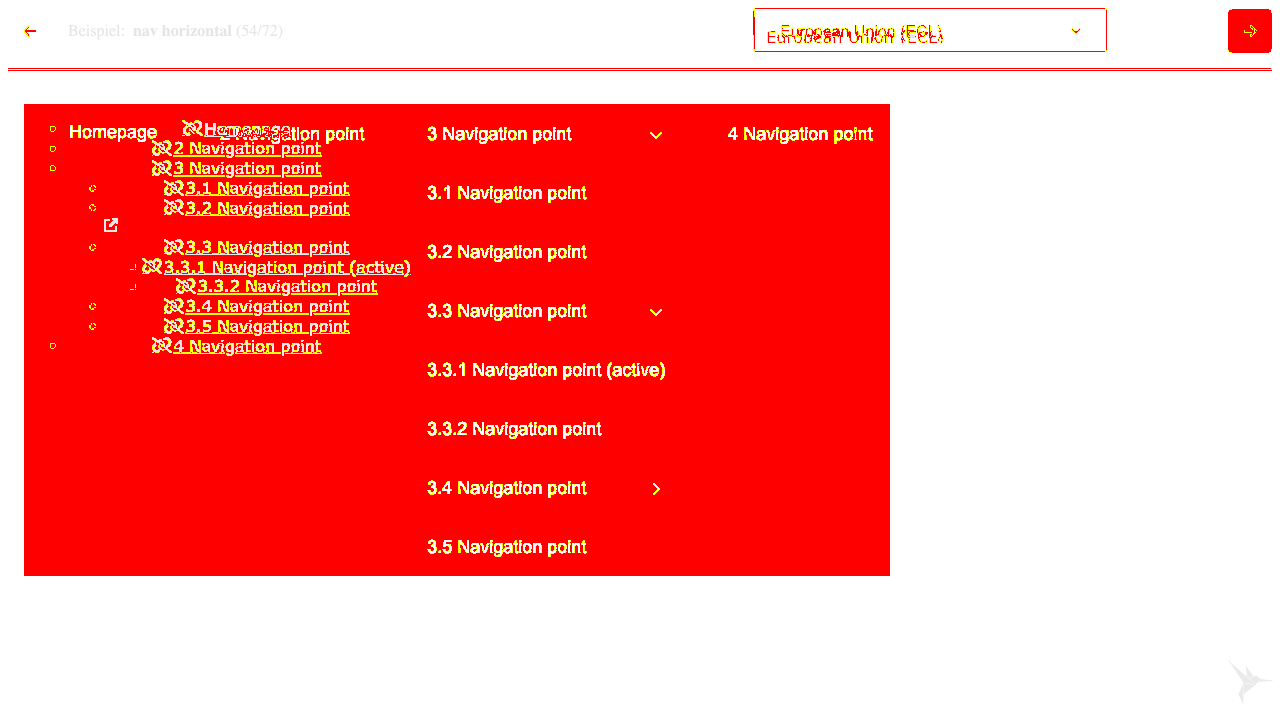 Beispiel: nav horizontal (54/72)
European Union (ECL)
European Union (ECL)
Homepage
Homepage
2 Navigation point
3 Navigation point
4 Navigation point
2 Navigation point
3 Navigation point
3.1 Navigation point
3.1 Navigation point
3.2 Navigation point
3.2 Navigation point
3.3 Navigation point
3.3.1 Navigation point (active)
3.3.2 Navigation point
3.3 Navigation point
3.4 Navigation point
3.5 Navigation point
4 Navigation point
3.3.1 Navigation point (active)
3.3.2 Navigation point
3.4 Navigation point
3.5 Navigation point